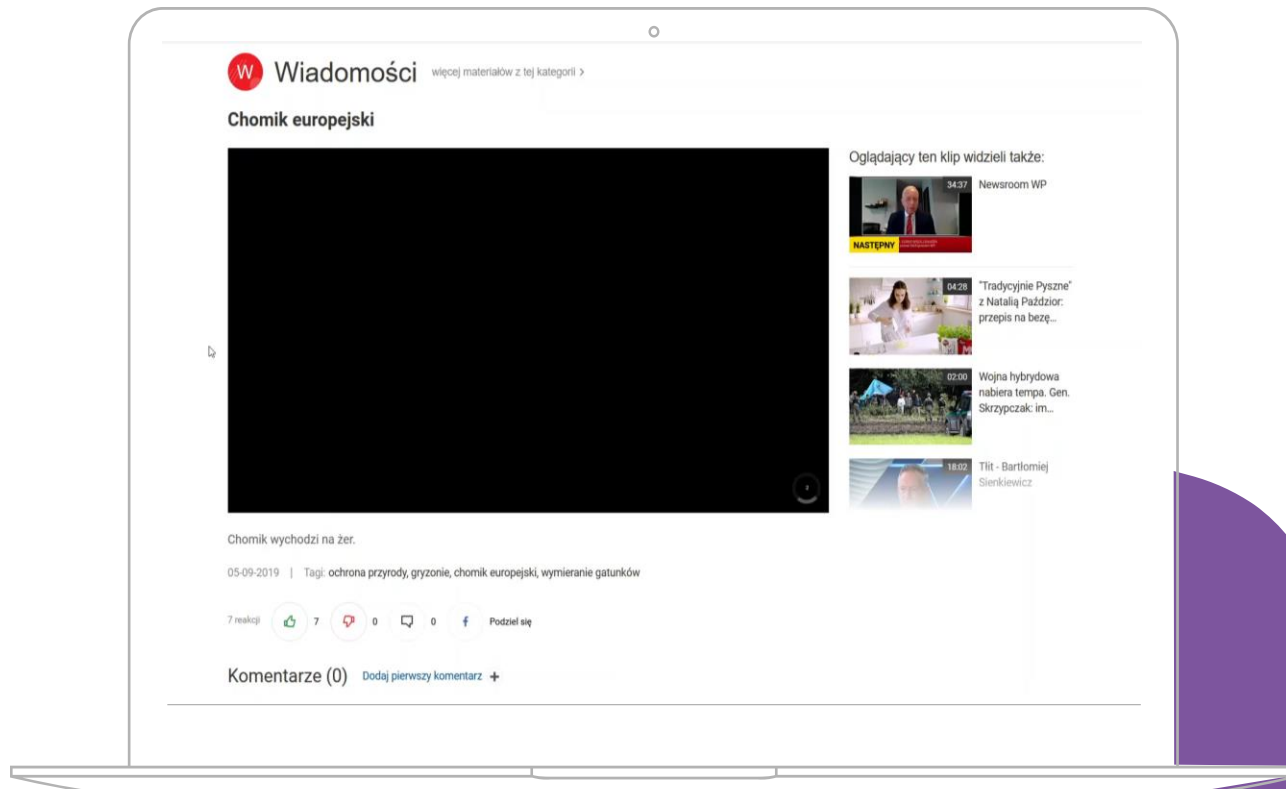 W Wiadomości więcej materiałów z tej kategorii >
Chomik europejski
Oglądający ten klip widzieli także:
34:37
NASTĘPNY
Newsroom WP
04:28
"Tradycyjnie Pyszne"
z Natalią Paździor:
przepis na bezę...
02:00
Wojna hybrydowa
nabiera tempa. Gen.
Skrzypczak: im...
18:02
Tłit - Bartłomiej
Sienkiewicz
2
Chomik wychodzi na żer.
05-09-2019 | Tagi: ochrona przyrody, gryzonie, chomik europejski, wymieranie gatunków
7 reakcji 7 0 0 f Podziel się
Komentarze (0) Dodaj pierwszy komentarz +